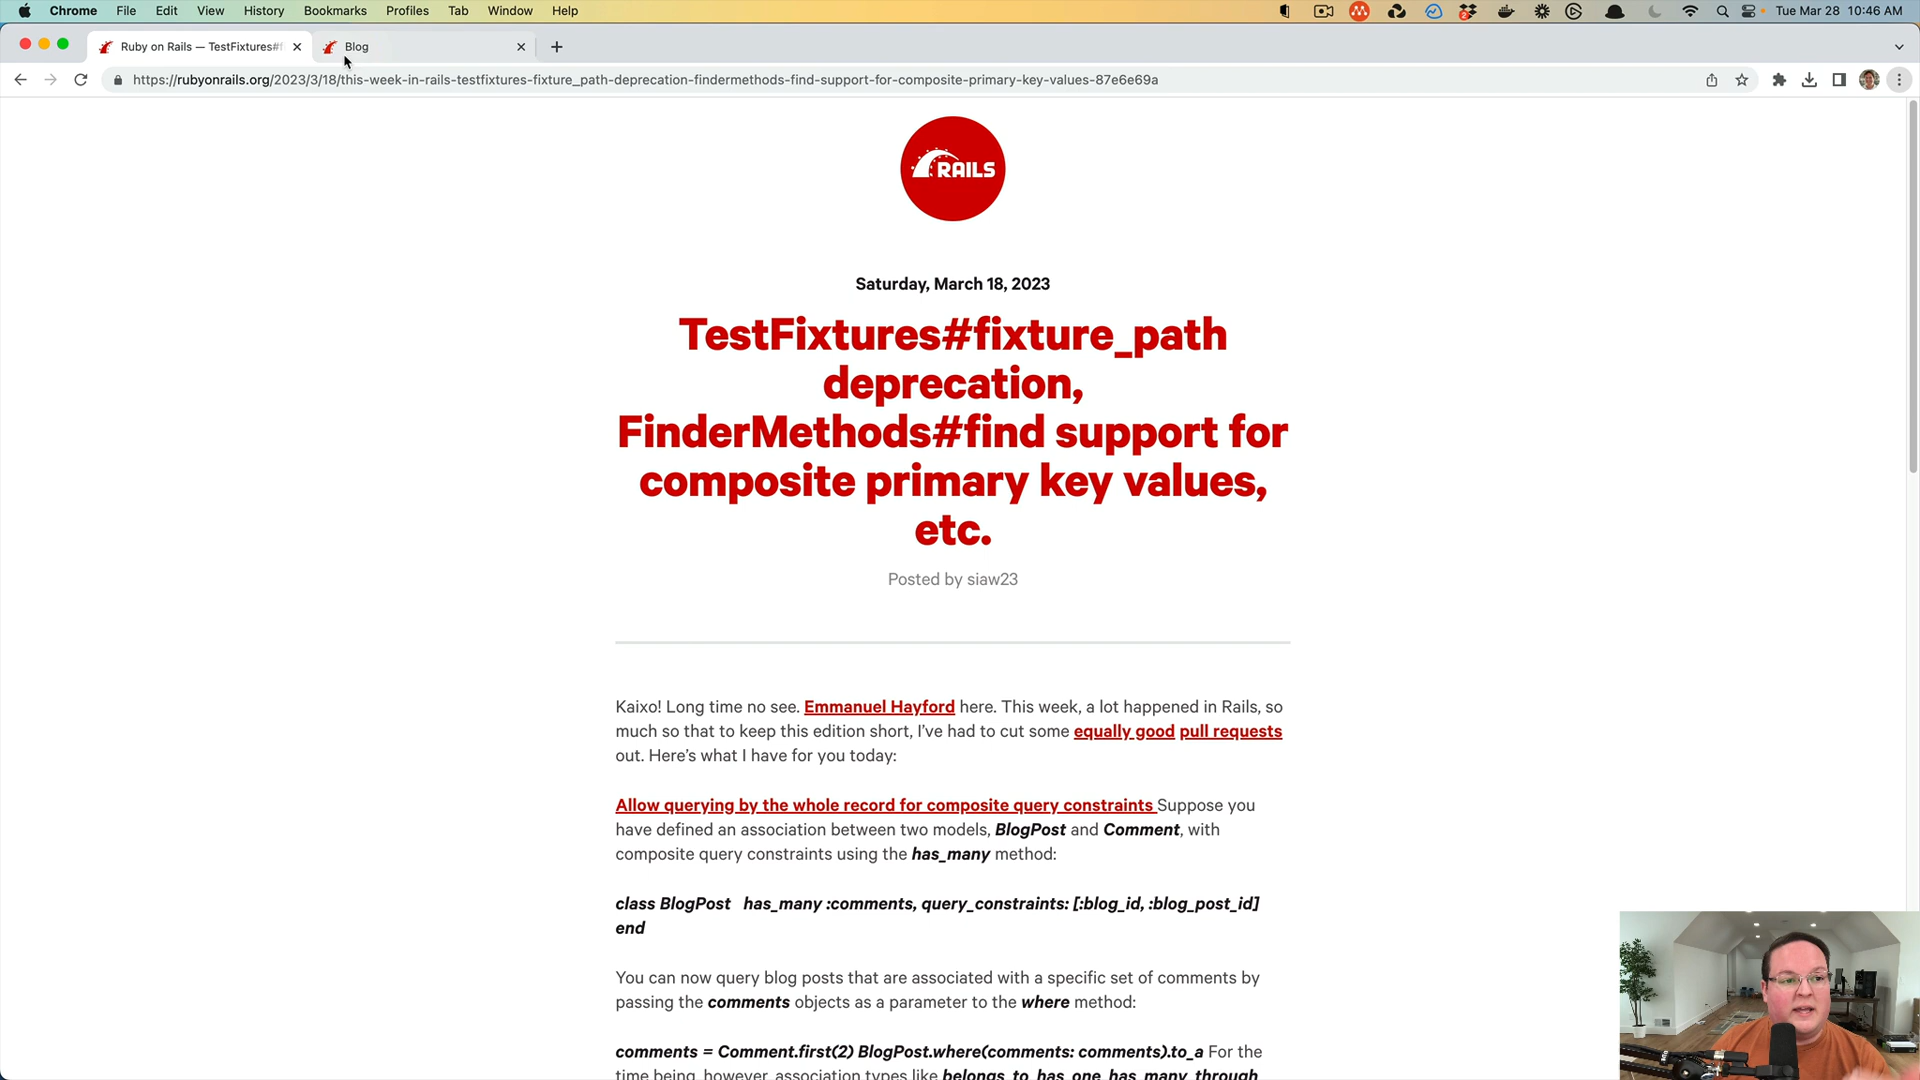 Chrome File Edit View History Bookmarks Profiles Tab Window Help Tue Mar 28 10:46 AM
Ruby on Rails — TestFixtures#f Blog
https://rubyonrails.org/2023/3/18/this-week-in-rails-testfixtures-fixture_path-deprecation-findermethods-find-support-for-composite-primary-key-values-87e6e69a
RAILS
Saturday, March 18, 2023
TestFixtures#fixture_path
deprecation,
FinderMethods#find support for
composite primary key values,
etc.
Posted by siaw23
Kaixo! Long time no see. Emmanuel Hayford here. This week, a lot happened in Rails, so
much so that to keep this edition short, I’ve had to cut some equally good pull requests
out. Here’s what I have for you today:
Allow querying by the whole record for composite query constraints Suppose you
have defined an association between two models, BlogPost and Comment, with
composite query constraints using the has_many method:
class BlogPost has_many :comments, query_constraints: [:blog_id, :blog_post_id]
end
You can now query blog posts that are associated with a specific set of comments by
passing the comments objects as a parameter to the where method:
comments = Comment.first(2) BlogPost.where(comments: comments).to_a For the
time being, however, association types like belongs_to, has_one, has_many_through